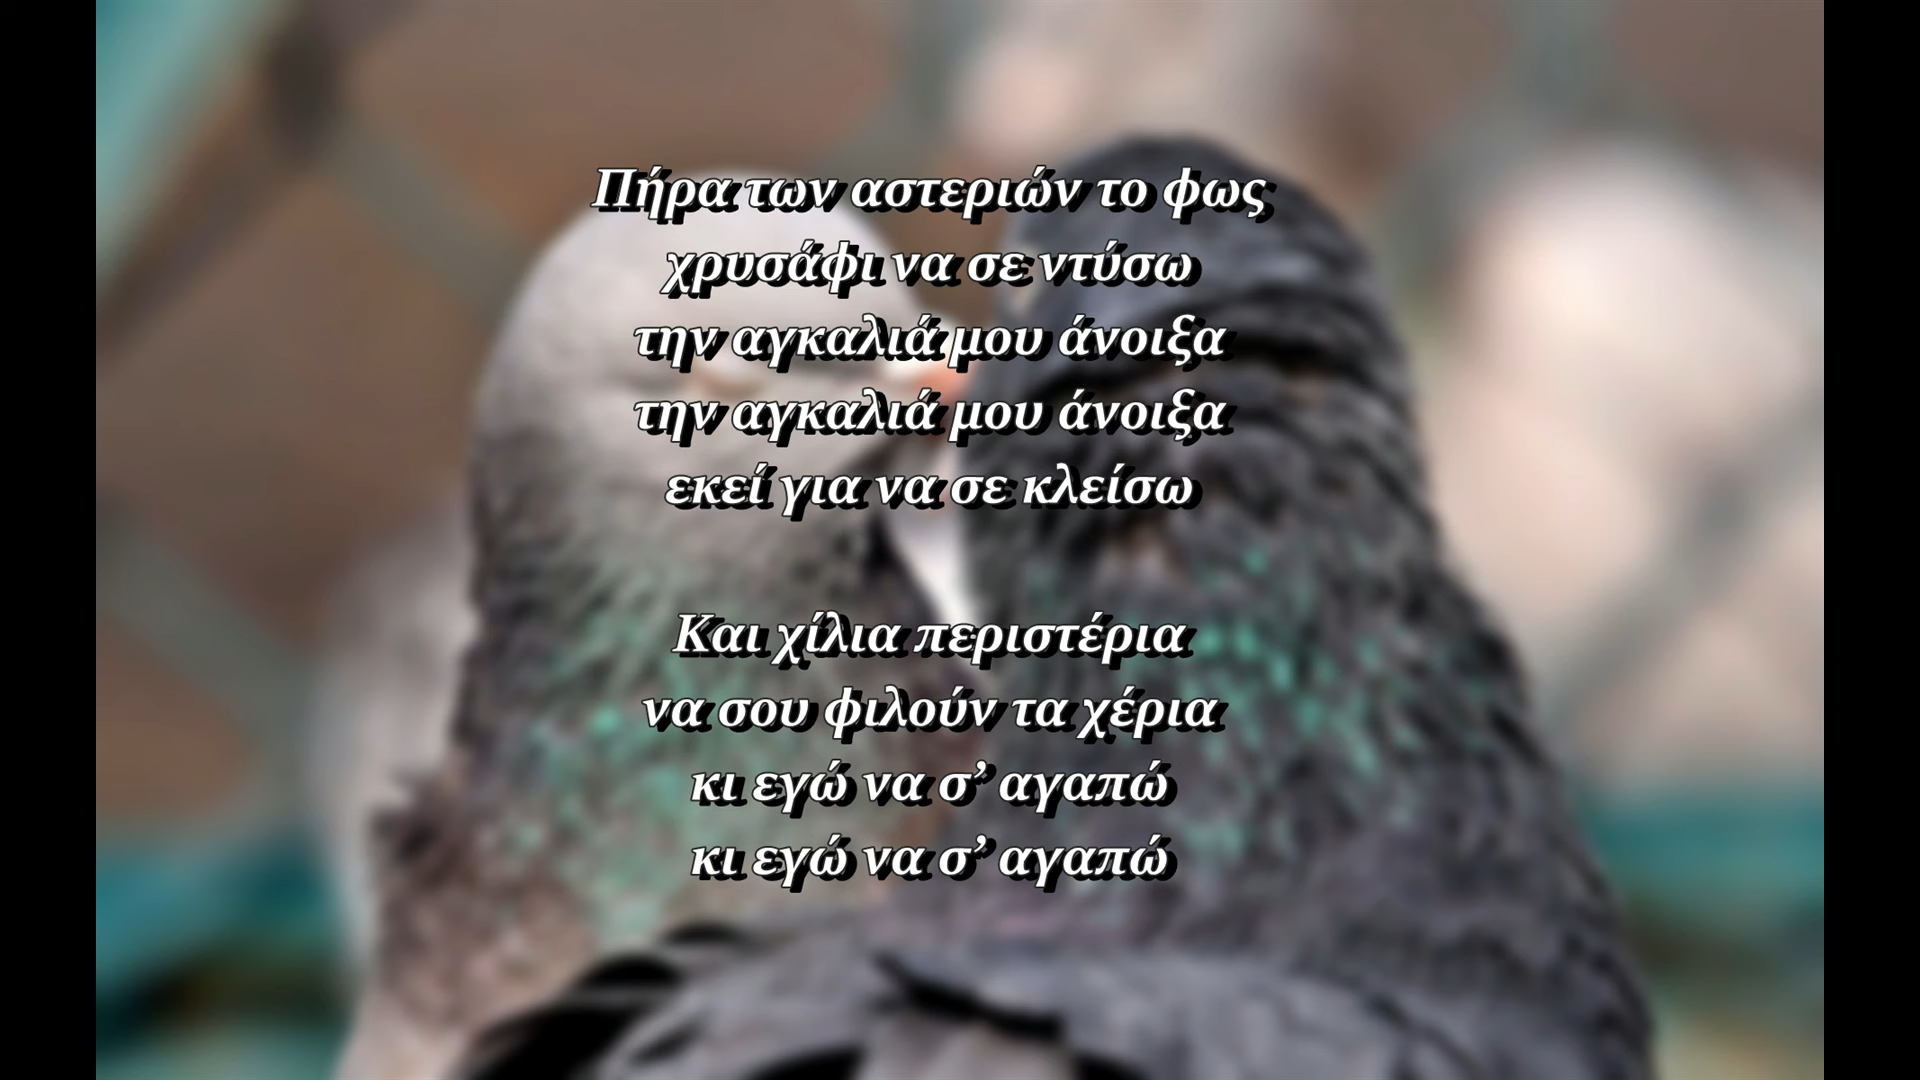 Πήρα των αστεριών το φως
χρυσάφι να σε ντύσω
την αγκαλιά μου άνοιξα
την αγκαλιά μου άνοιξα
εκεί για να σε κλείσω
Και χίλια περιστέρια
να σου φιλούν τα χέρια
κι εγώ να σ’ αγαπώ
κι εγώ να σ’ αγαπώ